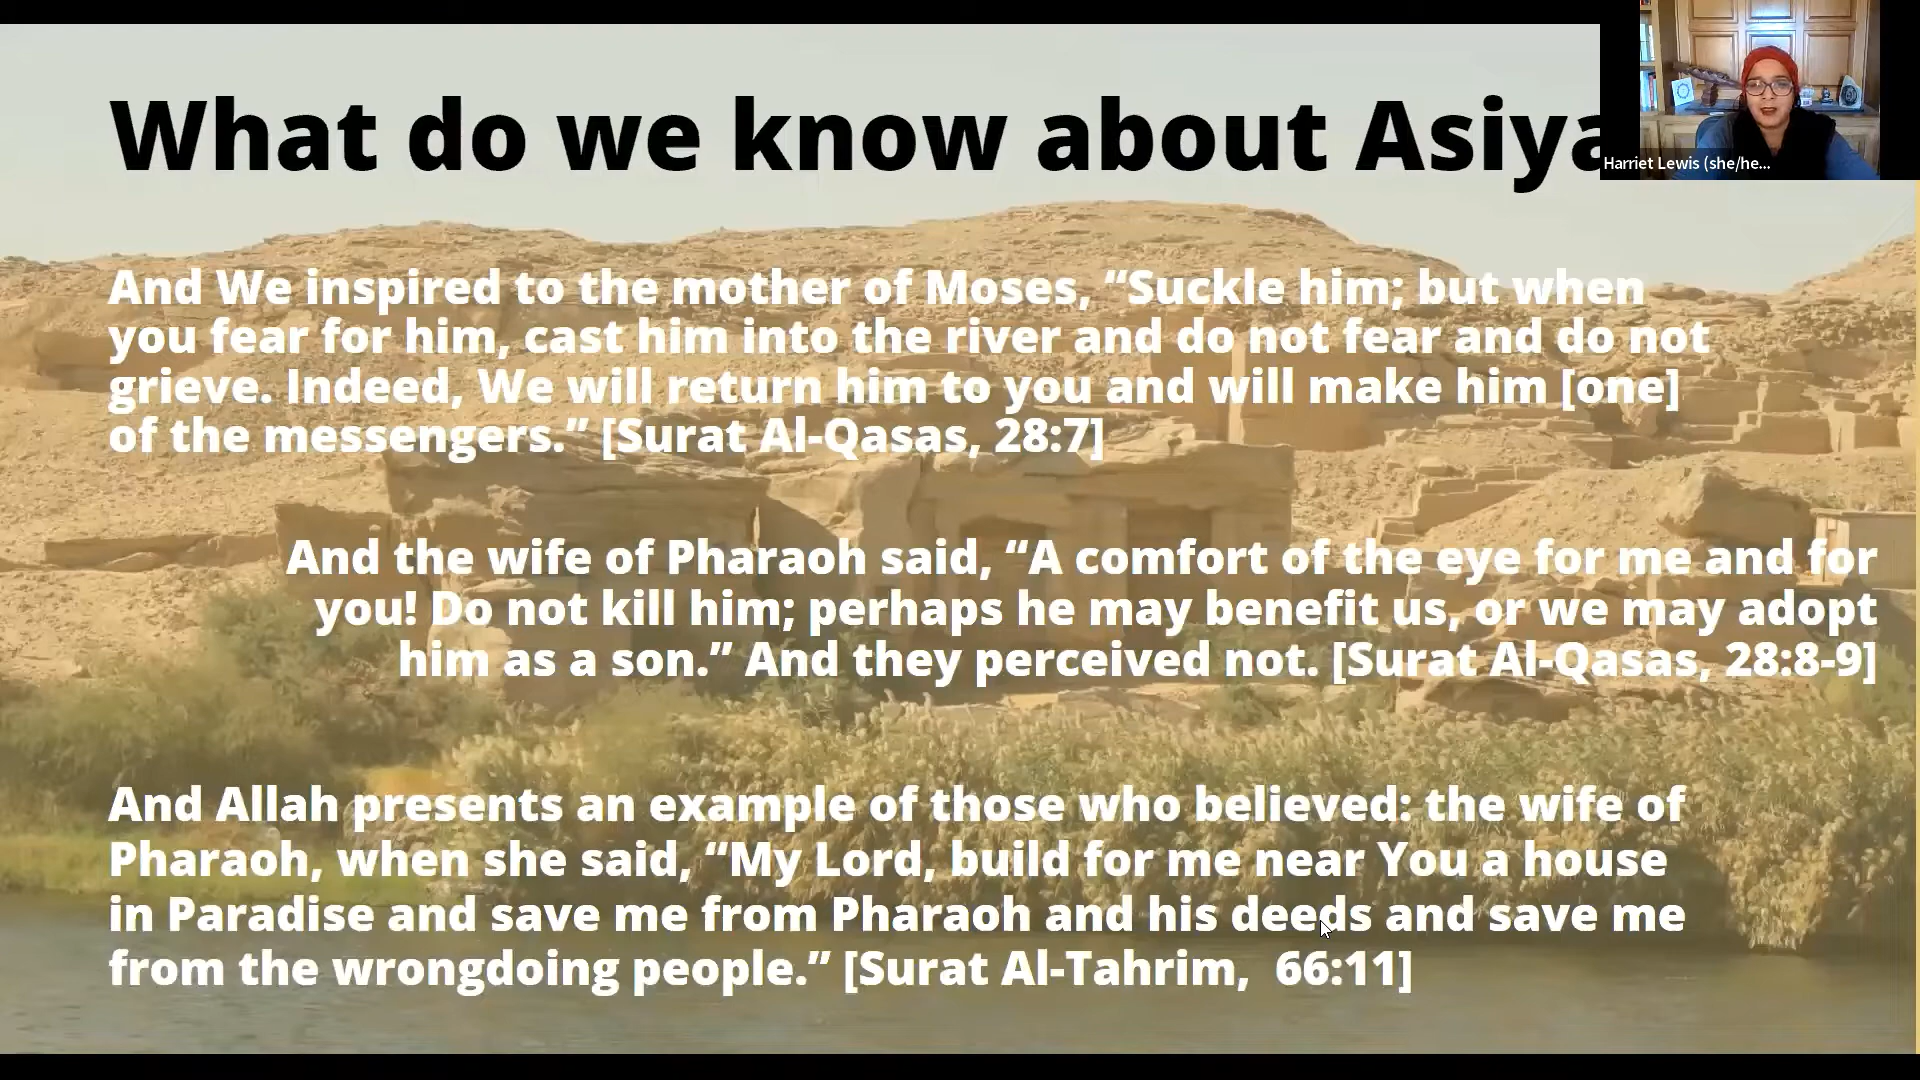 What do we know about Asiya
Harriet Lewis (she/he...
And We inspired to the mother of Moses, “Suckle him; but when
you fear for him, cast him into the river and do not fear and do not
grieve. Indeed, We will return him to you and will make him [one]
of the messengers.” [Surat Al-Qasas, 28:7]
And the wife of Pharaoh said, “A comfort of the eye for me and for
you! Do not kill him; perhaps he may benefit us, or we may adopt
him as a son.” And they perceived not. [Surat Al-Qasas, 28:8-9]
And Allah presents an example of those who believed: the wife of
Pharaoh, when she said, “My Lord, build for me near You a house
in Paradise and save me from Pharaoh and his deeds and save me
from the wrongdoing people.” [Surat Al-Tahrim,  66:11]